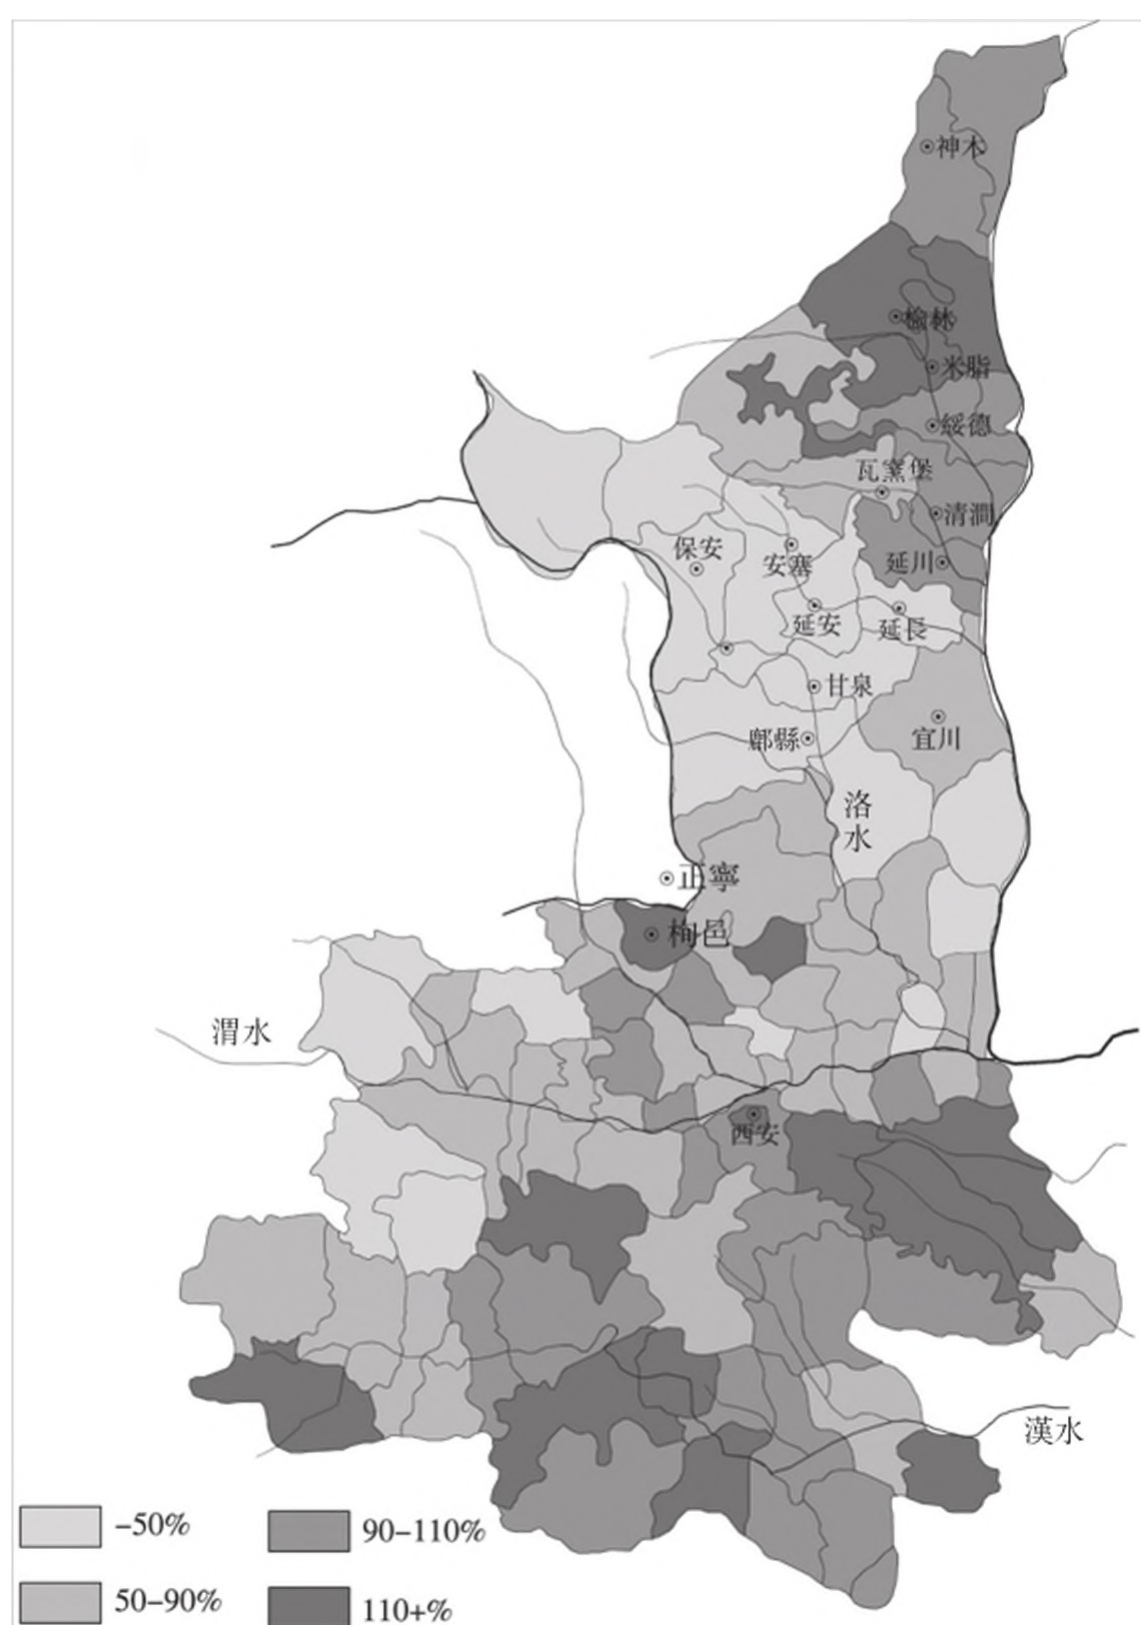 神木
榆林
米脂
綏德
瓦窯堡
清澗
保安
安塞
延川
延安
延長
甘泉
鄜縣
宜川
洛
水
正寧
栒邑
渭水
西安
漢水
-50%
90-110%
50-90%
110+%